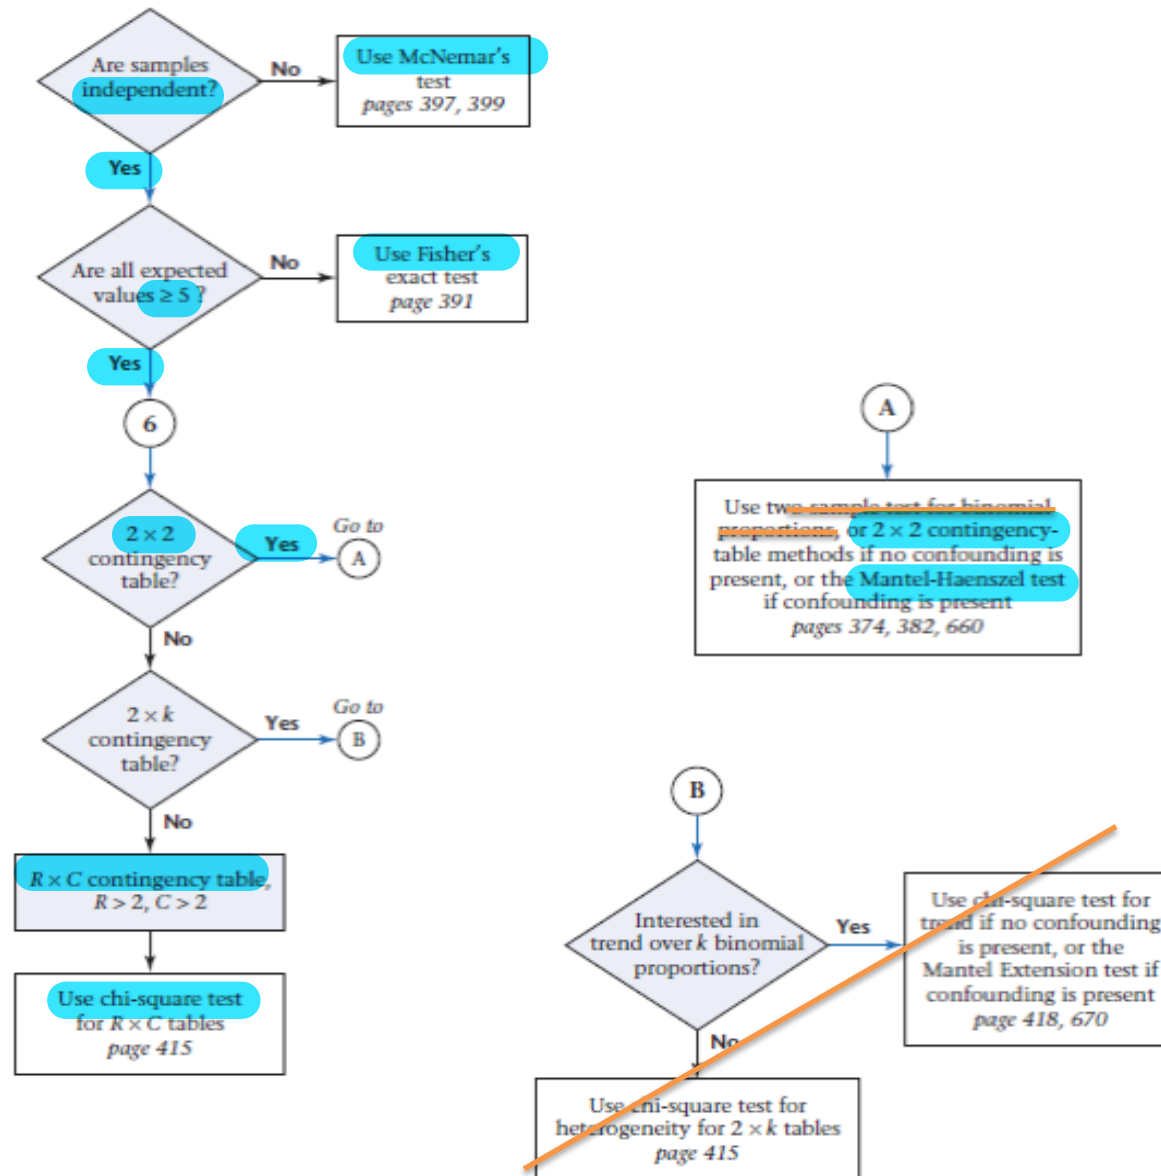 Are samples
independent?
No
Use McNemar's
test
pages 397, 399
Yes
Are all expected
values ≥ 5 ?
No
Use Fisher's
exact test
page 391
Yes
6
2 × 2
contingency
table?
Yes
Go to
A
No
2 × k
contingency
table?
Yes
Go to
B
No
R × C contingency table,
R > 2, C > 2
Use chi-square test
for R × C tables
page 415
A
Use two-sample test for binomial
proportions, or 2 × 2 contingency-
table methods if no confounding is
present, or the Mantel-Haenszel test
if confounding is present
pages 374, 382, 660
B
Interested in
trend over k binomial
proportions?
Yes
Use chi-square test for
trend if no confounding
is present, or the
Mantel Extension test if
confounding is present
page 418, 670
No
Use chi-square test for
heterogeneity for 2 × k tables
page 415